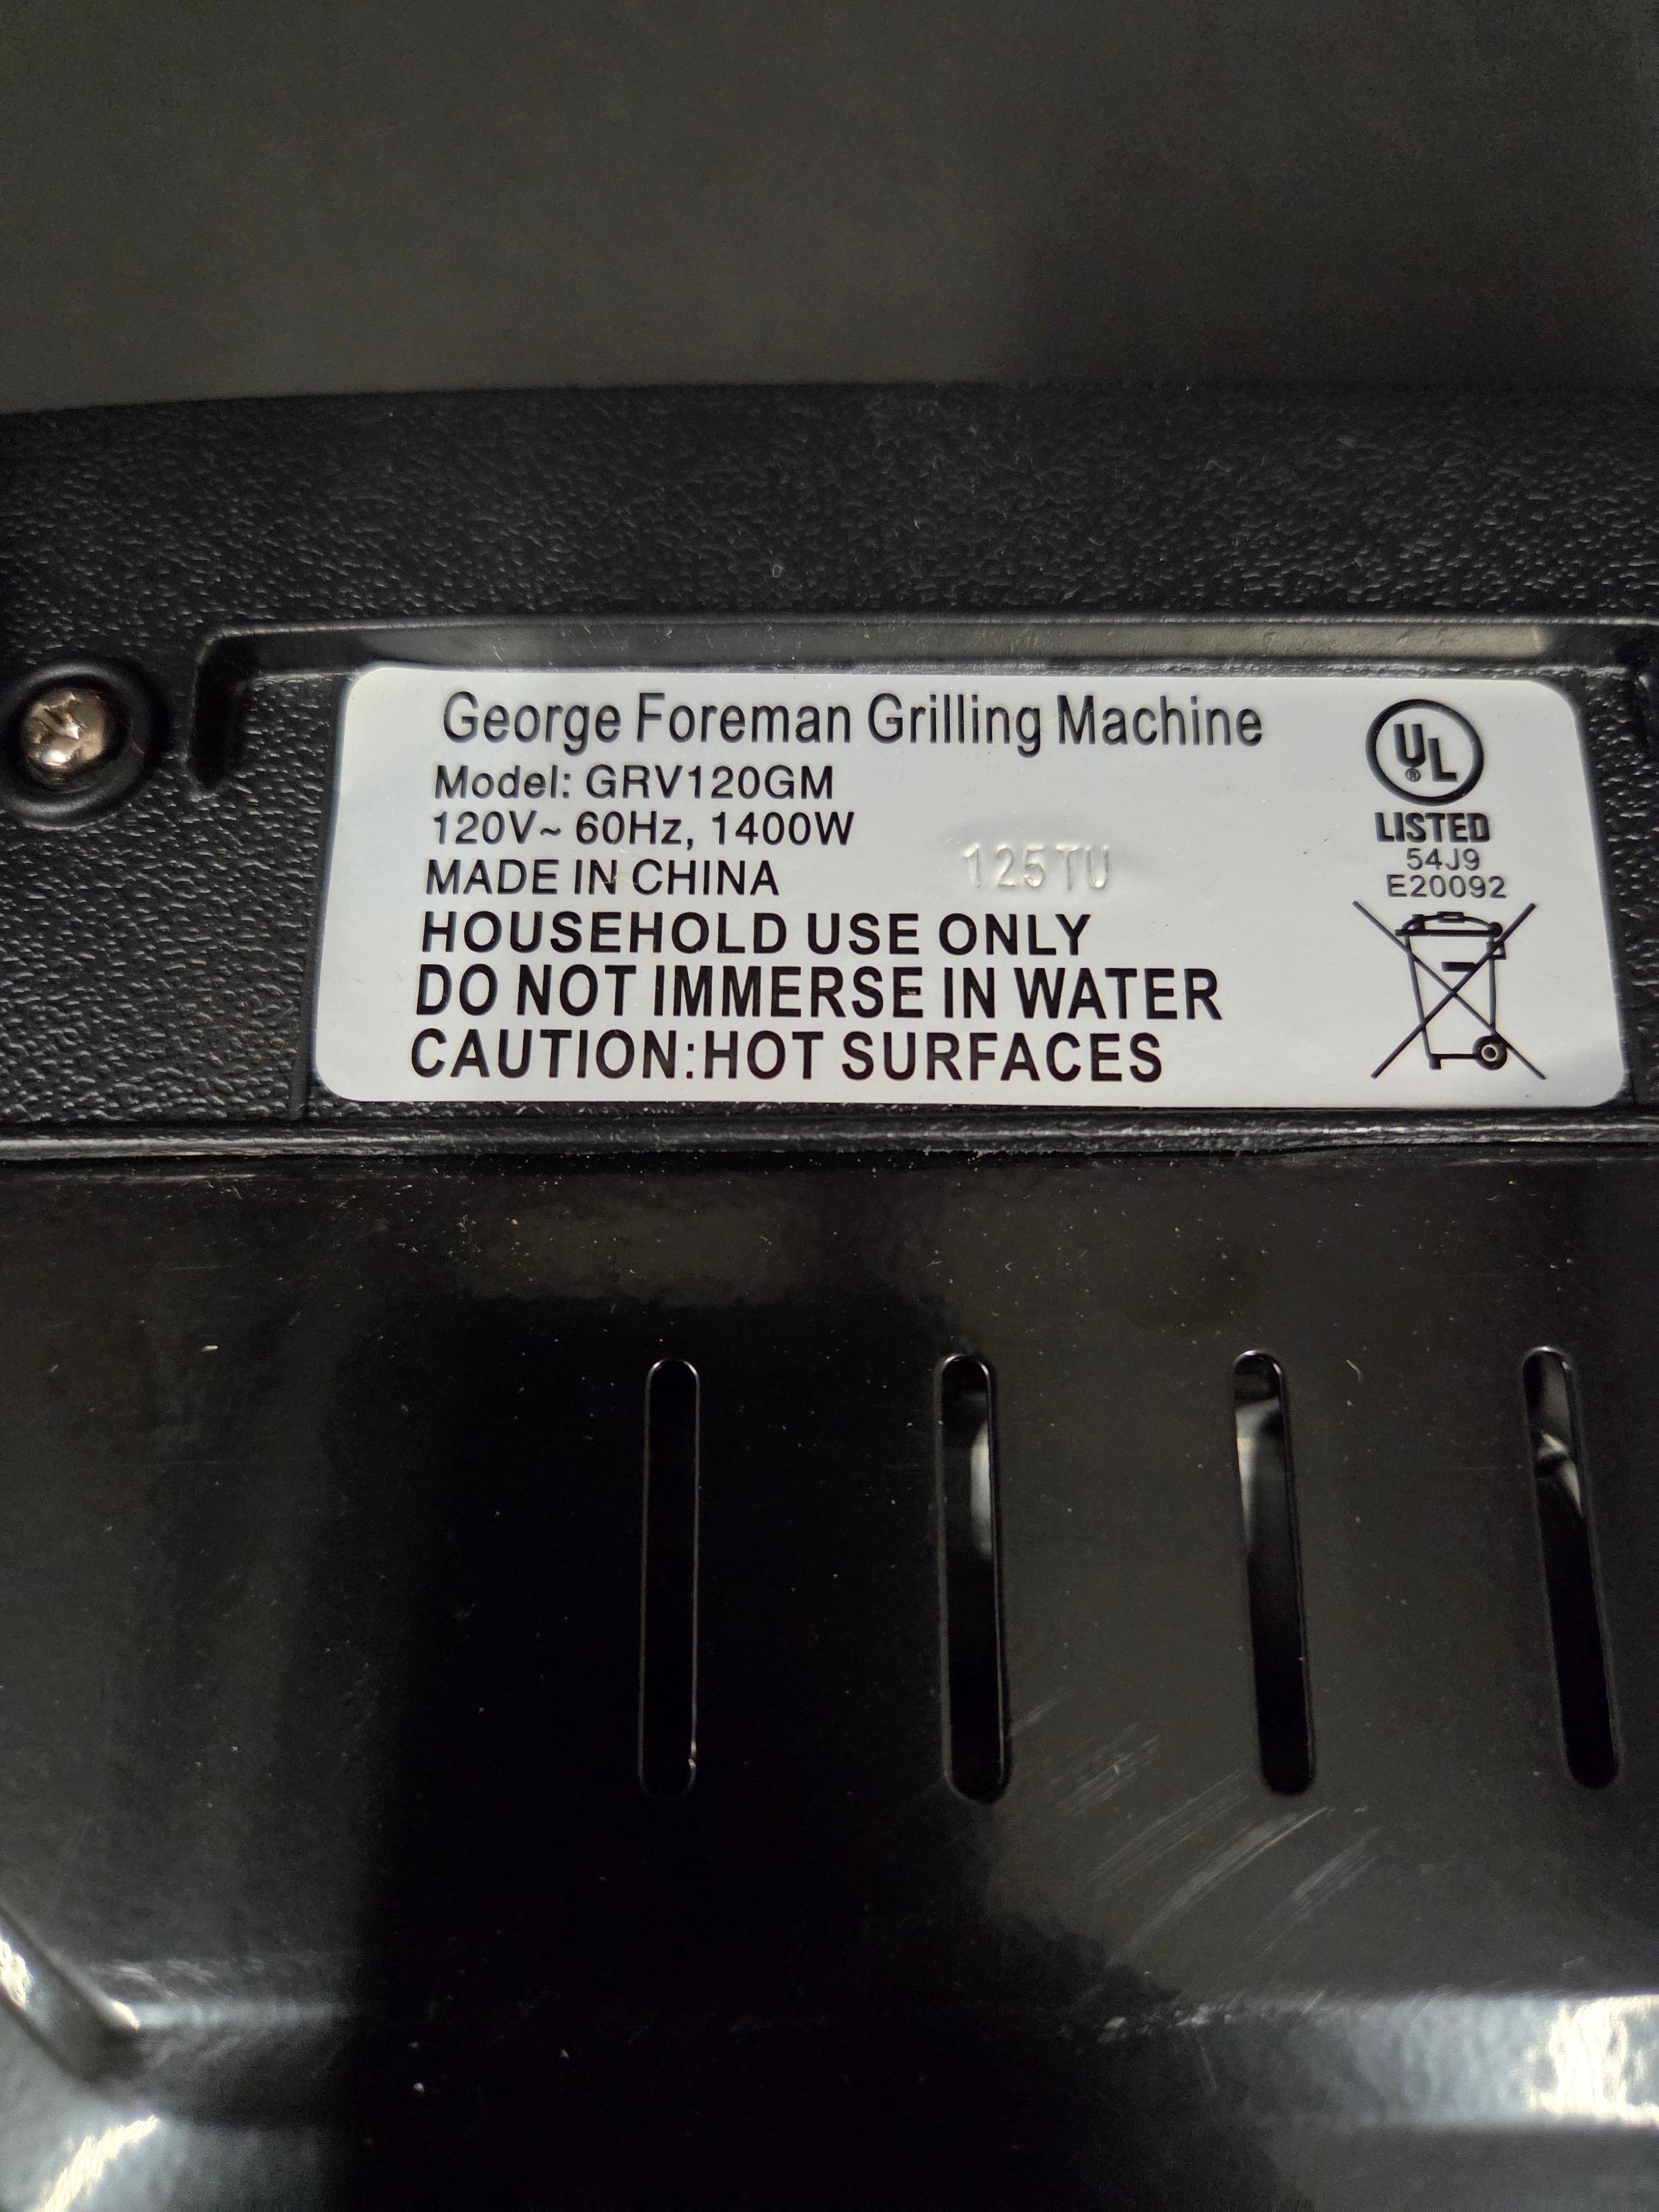 George Foreman Grilling Machine
Model: GRV120GM
120V~ 60Hz, 1400W
MADE IN CHINA
125TU
HOUSEHOLD USE ONLY
DO NOT IMMERSE IN WATER
CAUTION:HOT SURFACES
UL
®
LISTED
54J9
E20092